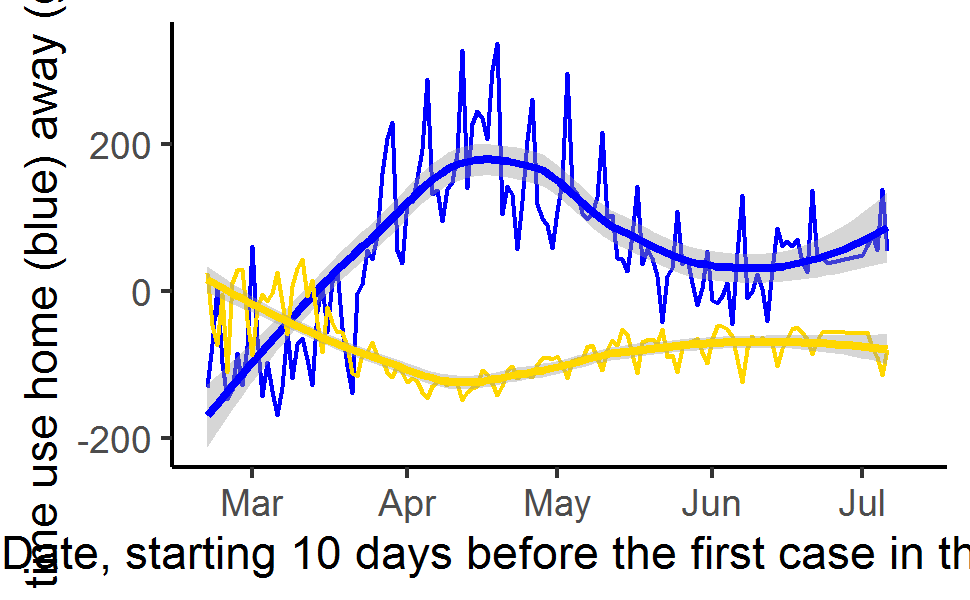 time use home (blue) away (g
200
0
-200
Mar Apr May Jun Jul
Date, starting 10 days before the first case in th